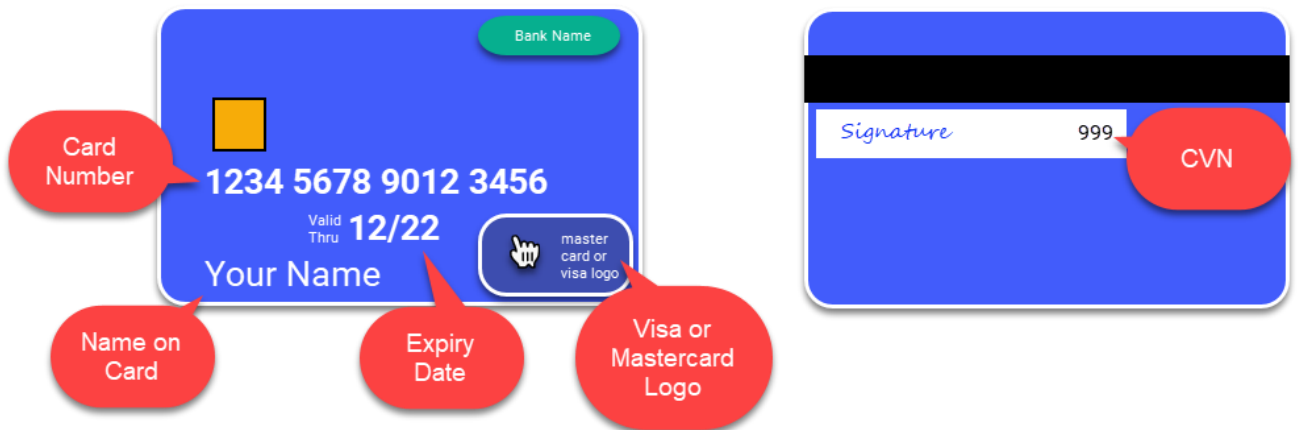 Bank Name
Card
Number
1234 5678 9012 3456
Valid
Thru
12/22
Your Name
master
card or
visa logo
Name on
Card
Expiry
Date
Visa or
Mastercard
Logo
Signature
999
CVN